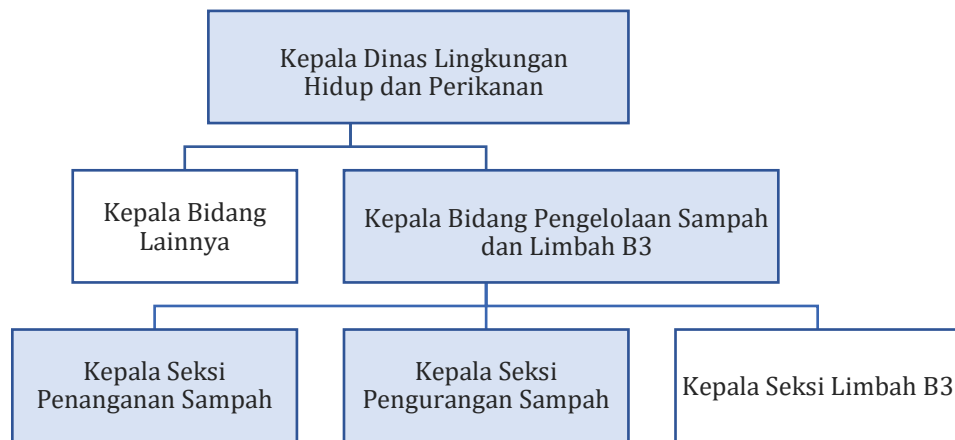 Kepala Dinas Lingkungan
Hidup dan Perikanan
Kepala Bidang
Lainnya
Kepala Bidang Pengelolaan Sampah
dan Limbah B3
Kepala Seksi
Penanganan Sampah
Kepala Seksi
Pengurangan Sampah
Kepala Seksi Limbah B3